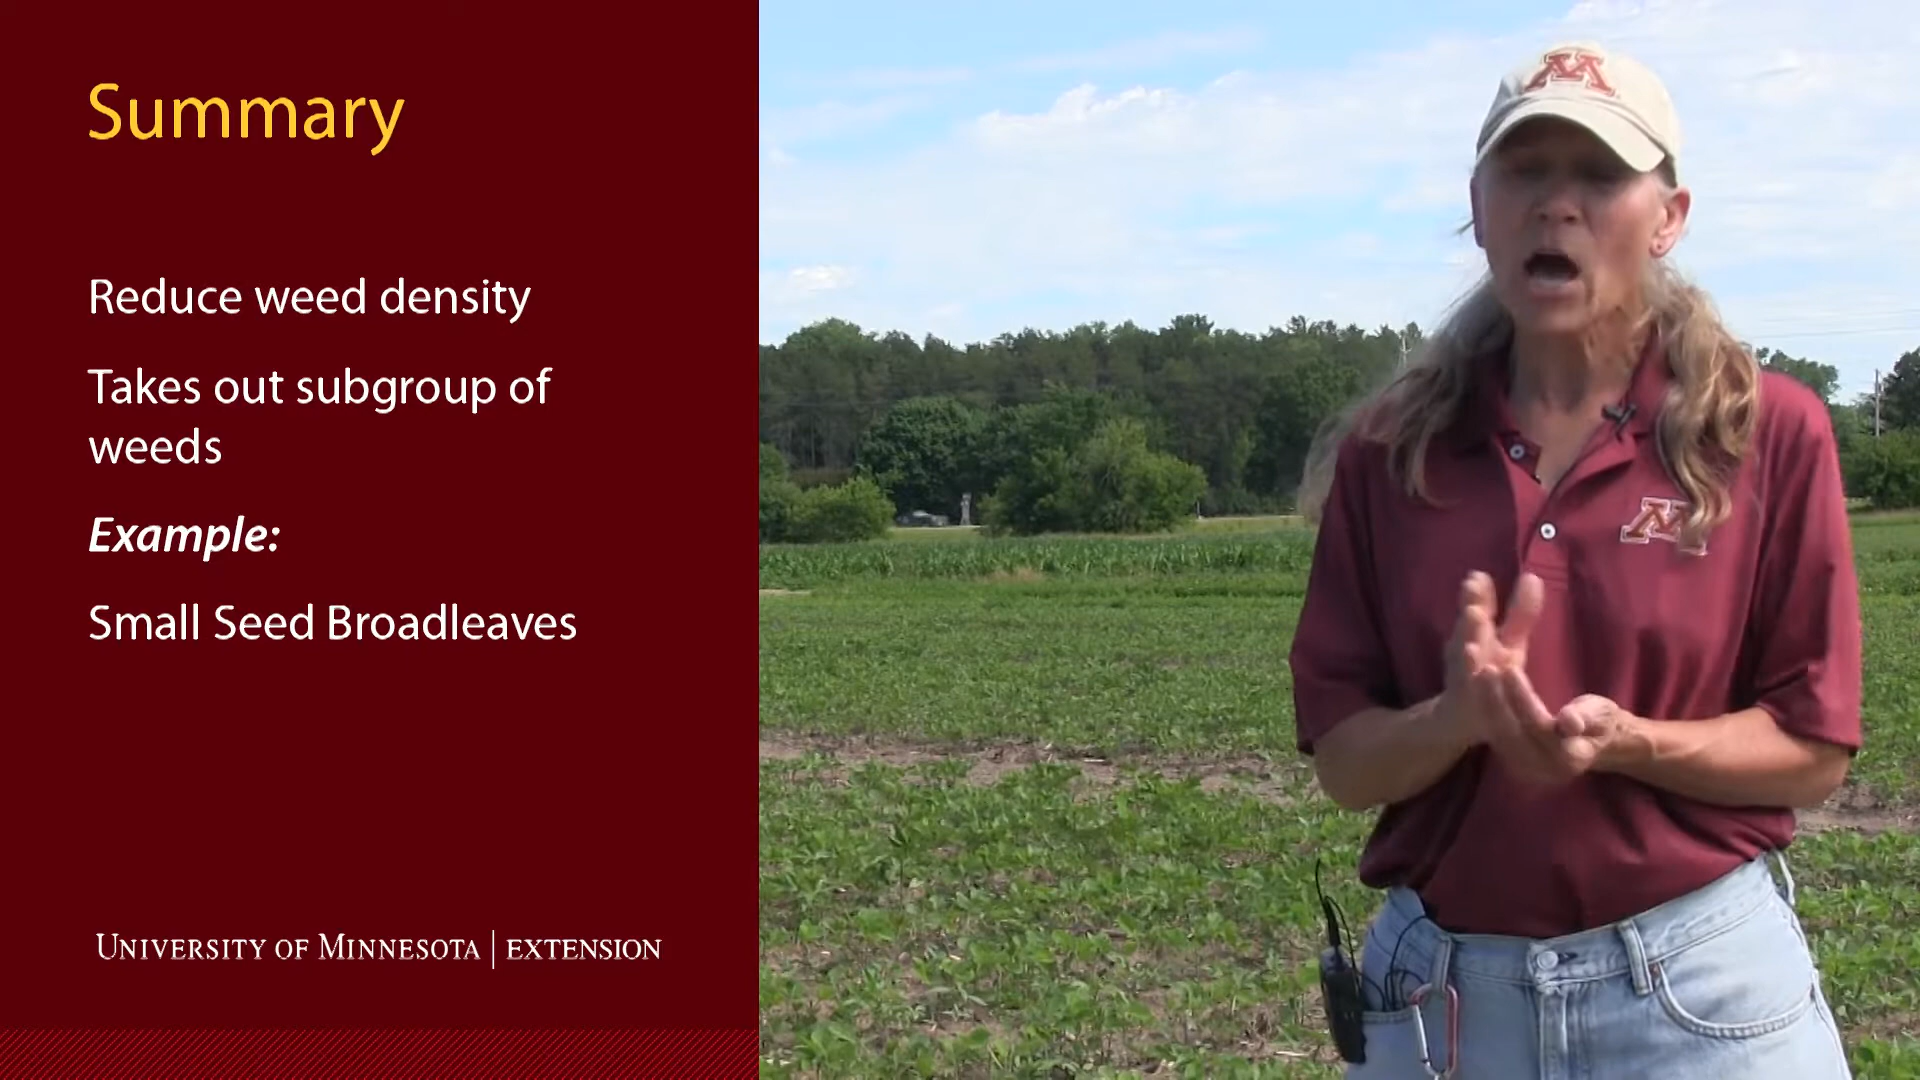 Summary
Reduce weed density
Takes out subgroup of
weeds
Example:
Small Seed Broadleaves
UNIVERSITY OF MINNESOTA | EXTENSION
M
M